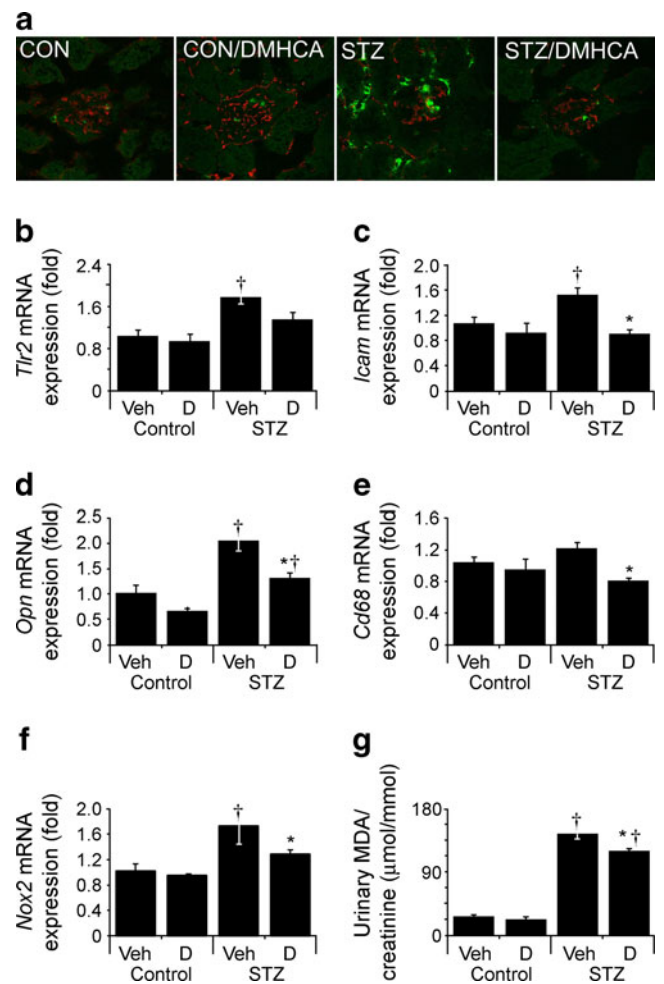 a
CON CON/DMHCA STZ STZ/DMHCA
b
Tlr2 mRNA
expression (fold)
2.4
1.6
0.8
0
†
Veh D Veh D
Control STZ
c
Icam mRNA
expression (fold)
2.0
1.6
1.2
0.8
0.4
0
†
*
Veh D Veh D
Control STZ
d
Opn mRNA
expression (fold)
2.5
2.0
1.5
1.0
0.5
0
†
*†
Veh D Veh D
Control STZ
e
Cd68 mRNA
expression (fold)
1.6
1.2
0.8
0.4
0
*
Veh D Veh D
Control STZ
f
Nox2 mRNA
expression (fold)
2.0
1.6
1.2
0.8
0.4
0
†
*
Veh D Veh D
Control STZ
g
Urinary MDA/
creatinine (μmol/mmol)
180
90
0
†
*†
Veh D Veh D
Control STZ